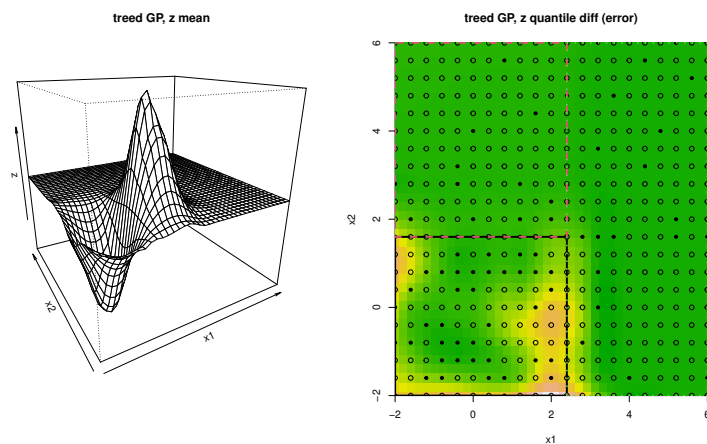 treed GP, z mean
treed GP, z quantile diff (error)
z
x2
x1
x2
6
4
2
0
−2
−2
0
2
4
6
x1